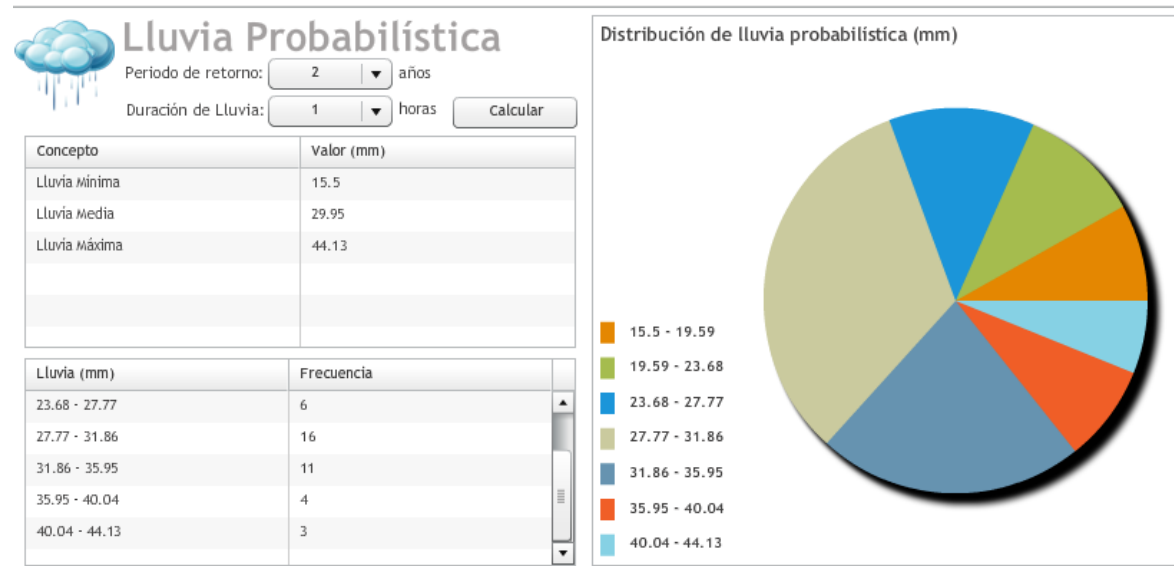 Lluvia Probabilística
Periodo de retorno: 2 años
Duración de Lluvia: 1 horas Calcular
Concepto Valor (mm)
Lluvia Mínima 15.5
Lluvia Media 29.95
Lluvia Máxima 44.13
Lluvia (mm) Frecuencia
23.68 - 27.77 6
27.77 - 31.86 16
31.86 - 35.95 11
35.95 - 40.04 4
40.04 - 44.13 3
Distribución de lluvia probabilística (mm)
15.5 - 19.59
19.59 - 23.68
23.68 - 27.77
27.77 - 31.86
31.86 - 35.95
35.95 - 40.04
40.04 - 44.13